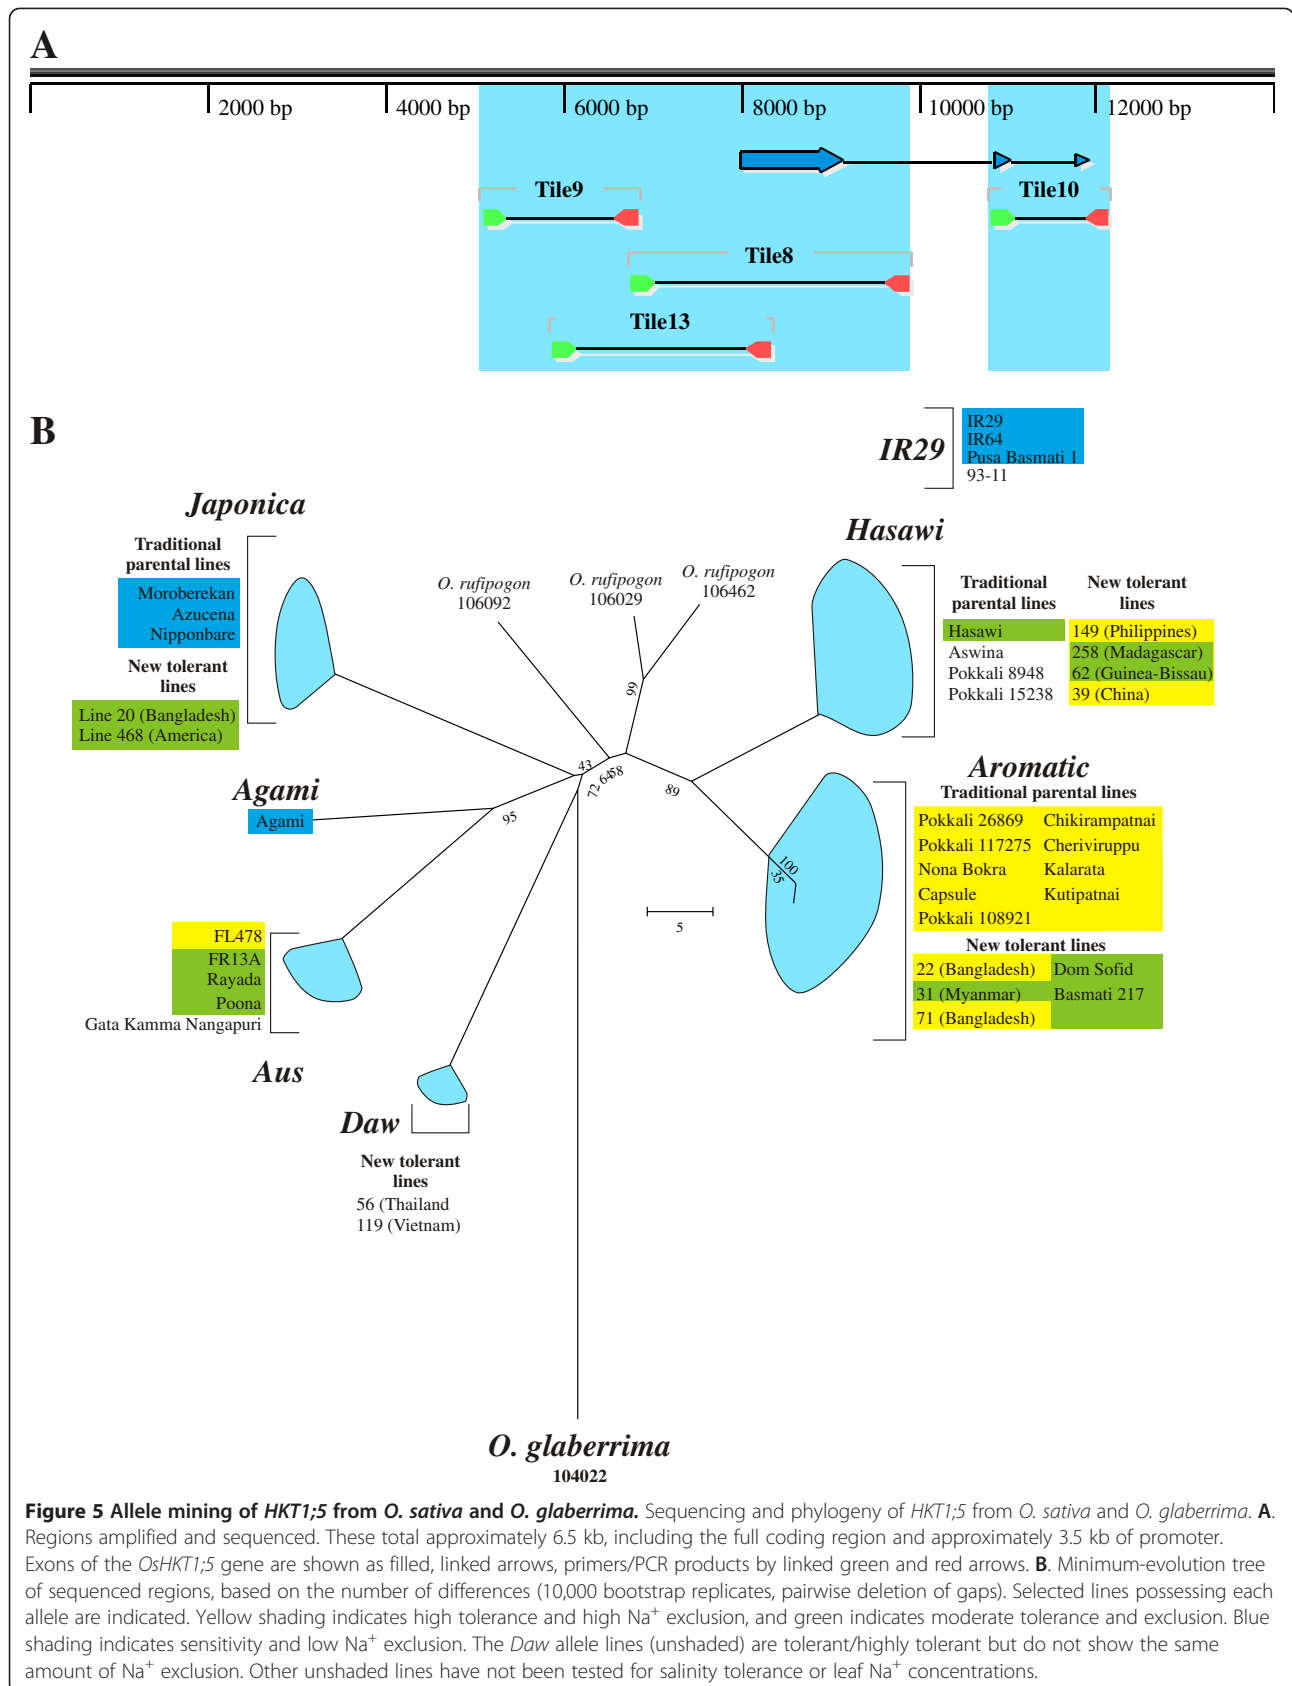 A
2000 bp
4000 bp
6000 bp
8000 bp
10000 bp
12000 bp
Tile9
Tile10
Tile8
Tile13
B
IR29
IR29
IR64
Pusa Basmati 1
93-11
Japonica
Traditional
parental lines
Moroberekan
Azucena
Nipponbare
New tolerant
lines
Line 20 (Bangladesh)
Line 468 (America)
O. rufipogon
106092
O. rufipogon
106029
O. rufipogon
106462
Hasawi
Traditional
parental lines
Hasawi
Aswina
Pokkali 8948
Pokkali 15238
New tolerant
lines
149 (Philippines)
258 (Madagascar)
62 (Guinea-Bissau)
39 (China)
99
43
72
64
58
89
95
100
35
5
Agami
Agami
Aromatic
Traditional parental lines
Pokkali 26869 Chikirampatnai
Pokkali 117275 Cheriviruppu
Nona Bokra Kalarata
Capsule Kutipatnai
Pokkali 108921
New tolerant lines
22 (Bangladesh) Dom Sofid
31 (Myanmar) Basmati 217
71 (Bangladesh)
FL478
FR13A
Rayada
Poona
Gata Kamma Nangapuri
Aus
Daw
New tolerant
lines
56 (Thailand
119 (Vietnam)
O. glaberrima
104022
Figure 5 Allele mining of HKT1;5 from O. sativa and O. glaberrima. Sequencing and phylogeny of HKT1;5 from O. sativa and O. glaberrima. A.
Regions amplified and sequenced. These total approximately 6.5 kb, including the full coding region and approximately 3.5 kb of promoter.
Exons of the OsHKT1;5 gene are shown as filled, linked arrows, primers/PCR products by linked green and red arrows. B. Minimum-evolution tree
of sequenced regions, based on the number of differences (10,000 bootstrap replicates, pairwise deletion of gaps). Selected lines possessing each
allele are indicated. Yellow shading indicates high tolerance and high Na⁺ exclusion, and green indicates moderate tolerance and exclusion. Blue
shading indicates sensitivity and low Na⁺ exclusion. The Daw allele lines (unshaded) are tolerant/highly tolerant but do not show the same
amount of Na⁺ exclusion. Other unshaded lines have not been tested for salinity tolerance or leaf Na⁺ concentrations.